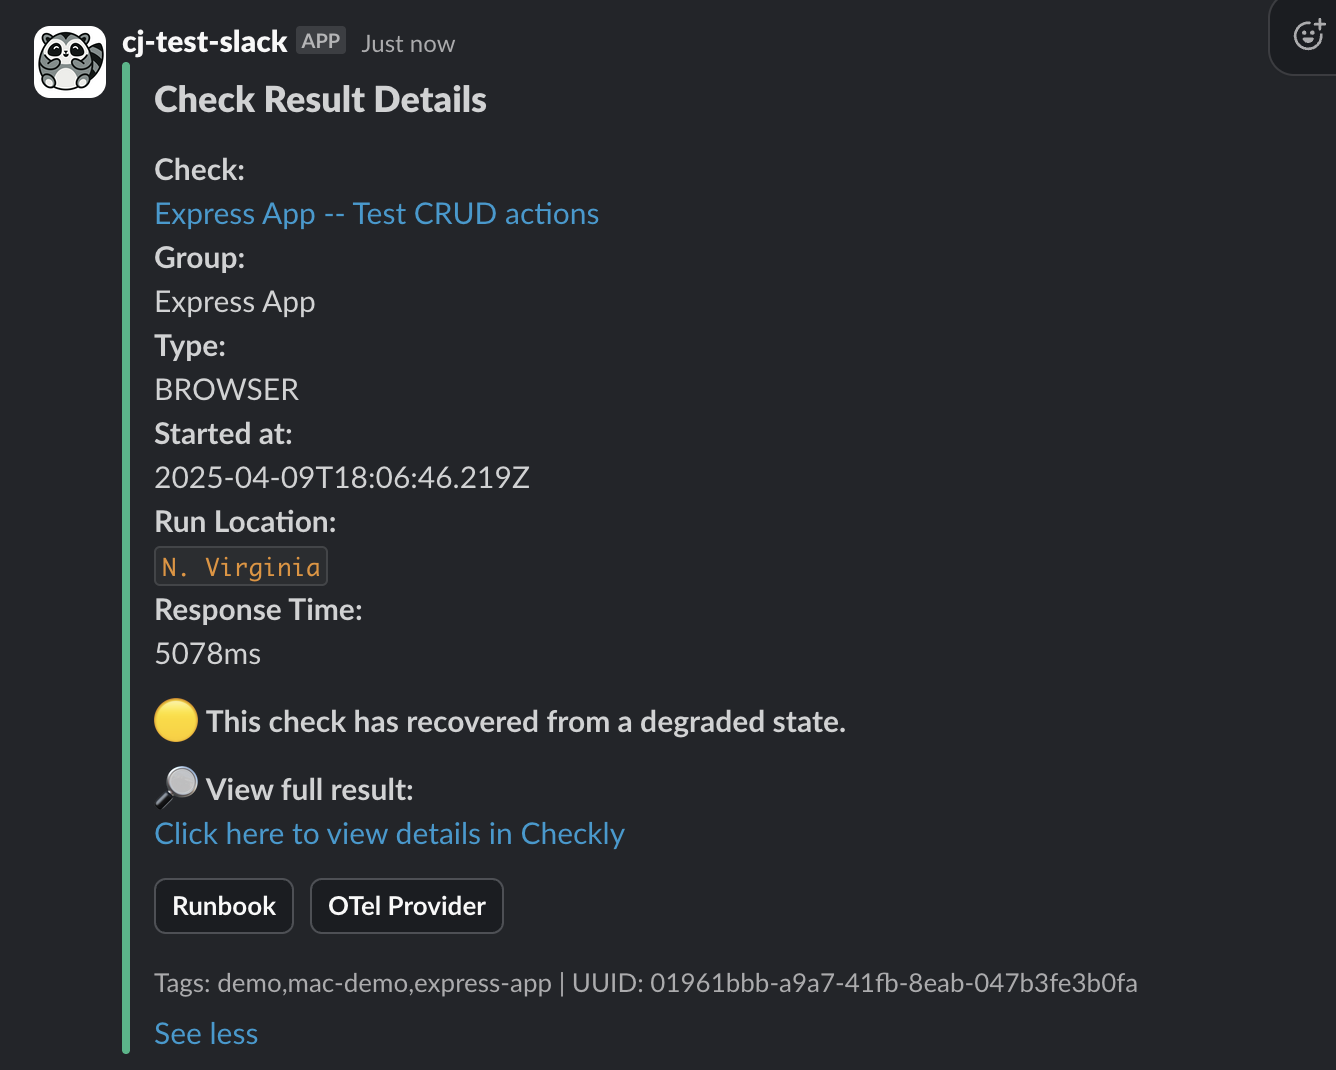 cj-test-slack APP Just now
Check Result Details
Check:
Express App -- Test CRUD actions
Group:
Express App
Type:
BROWSER
Started at:
2025-04-09T18:06:46.219Z
Run Location:
N. Virginia
Response Time:
5078ms
This check has recovered from a degraded state.
View full result:
Click here to view details in Checkly
Runbook OTel Provider
Tags: demo,mac-demo,express-app | UUID: 01961bbb-a9a7-41fb-8eab-047b3fe3b0fa
See less